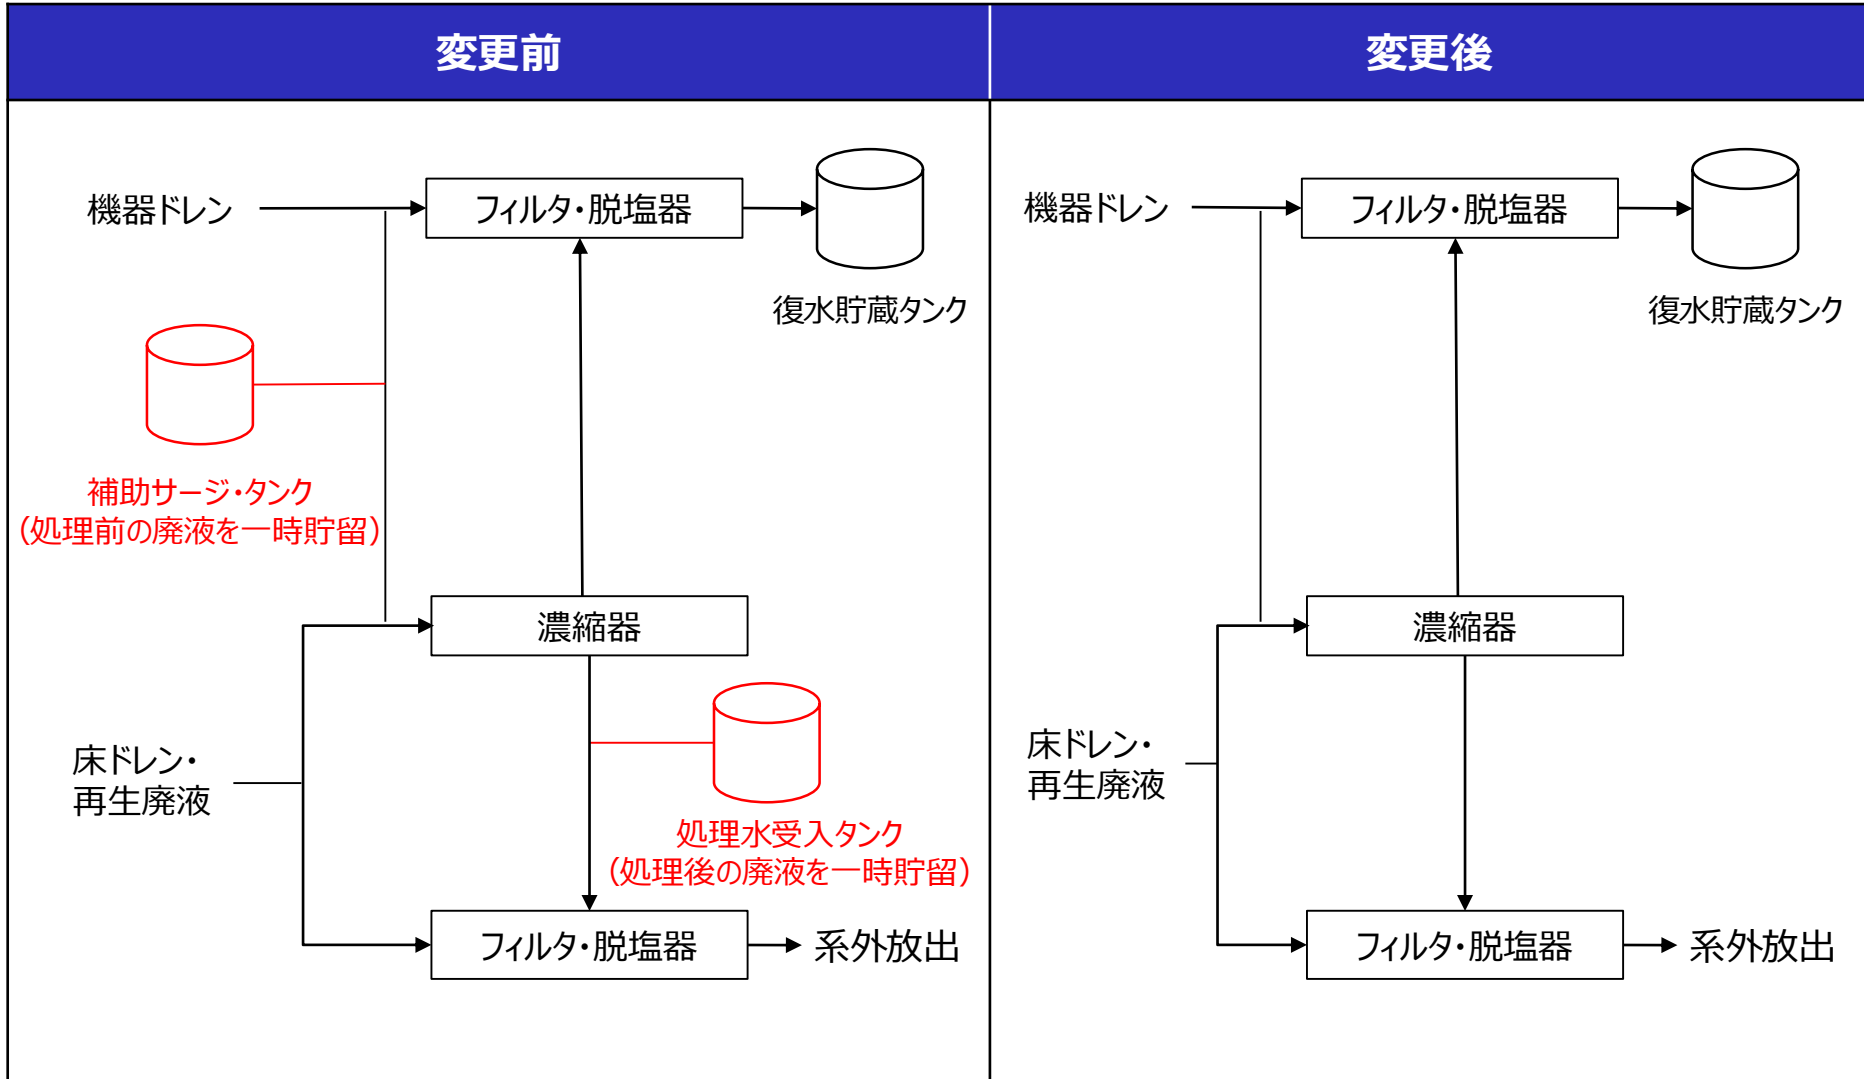 変更前
変更後
機器ドレン
フィルタ・脱塩器
復水貯蔵タンク
補助サージ・タンク
（処理前の廃液を一時貯留）
濃縮器
床ドレン・
再生廃液
処理水受入タンク
（処理後の廃液を一時貯留）
フィルタ・脱塩器
系外放出
機器ドレン
フィルタ・脱塩器
復水貯蔵タンク
濃縮器
床ドレン・
再生廃液
フィルタ・脱塩器
系外放出